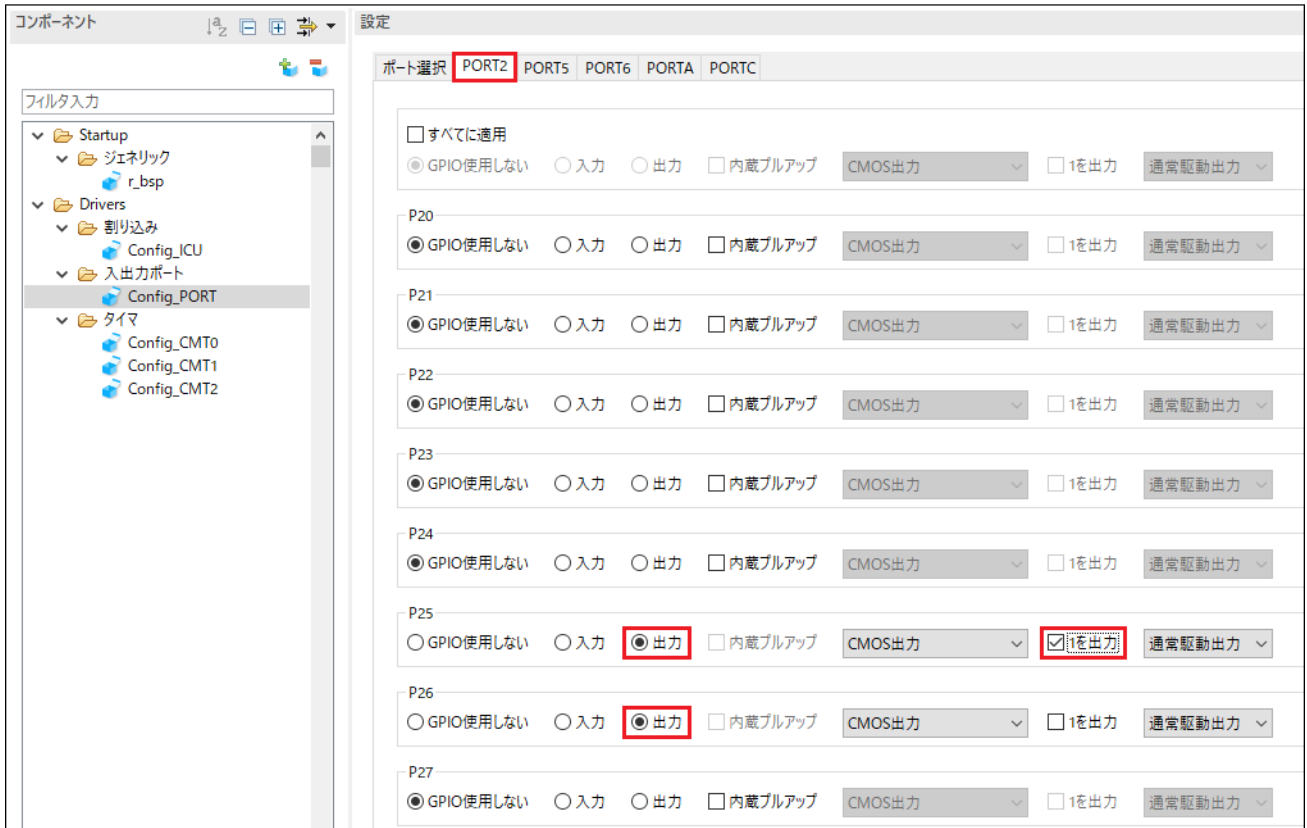 コンポーネント
設定
ポート選択 PORT2 PORT5 PORT6 PORTA PORTC
フィルタ入力
Startup
ジェネリック
r_bsp
Drivers
割り込み
Config_ICU
入出力ポート
Config_PORT
タイマ
Config_CMT0
Config_CMT1
Config_CMT2
すべてに適用
GPIO使用しない 入力 出力 内蔵プルアップ CMOS出力 1を出力 通常駆動出力
P20
GPIO使用しない 入力 出力 内蔵プルアップ CMOS出力 1を出力 通常駆動出力
P21
GPIO使用しない 入力 出力 内蔵プルアップ CMOS出力 1を出力 通常駆動出力
P22
GPIO使用しない 入力 出力 内蔵プルアップ CMOS出力 1を出力 通常駆動出力
P23
GPIO使用しない 入力 出力 内蔵プルアップ CMOS出力 1を出力 通常駆動出力
P24
GPIO使用しない 入力 出力 内蔵プルアップ CMOS出力 1を出力 通常駆動出力
P25
GPIO使用しない 入力 出力 内蔵プルアップ CMOS出力 1を出力 通常駆動出力
P26
GPIO使用しない 入力 出力 内蔵プルアップ CMOS出力 1を出力 通常駆動出力
P27
GPIO使用しない 入力 出力 内蔵プルアップ CMOS出力 1を出力 通常駆動出力